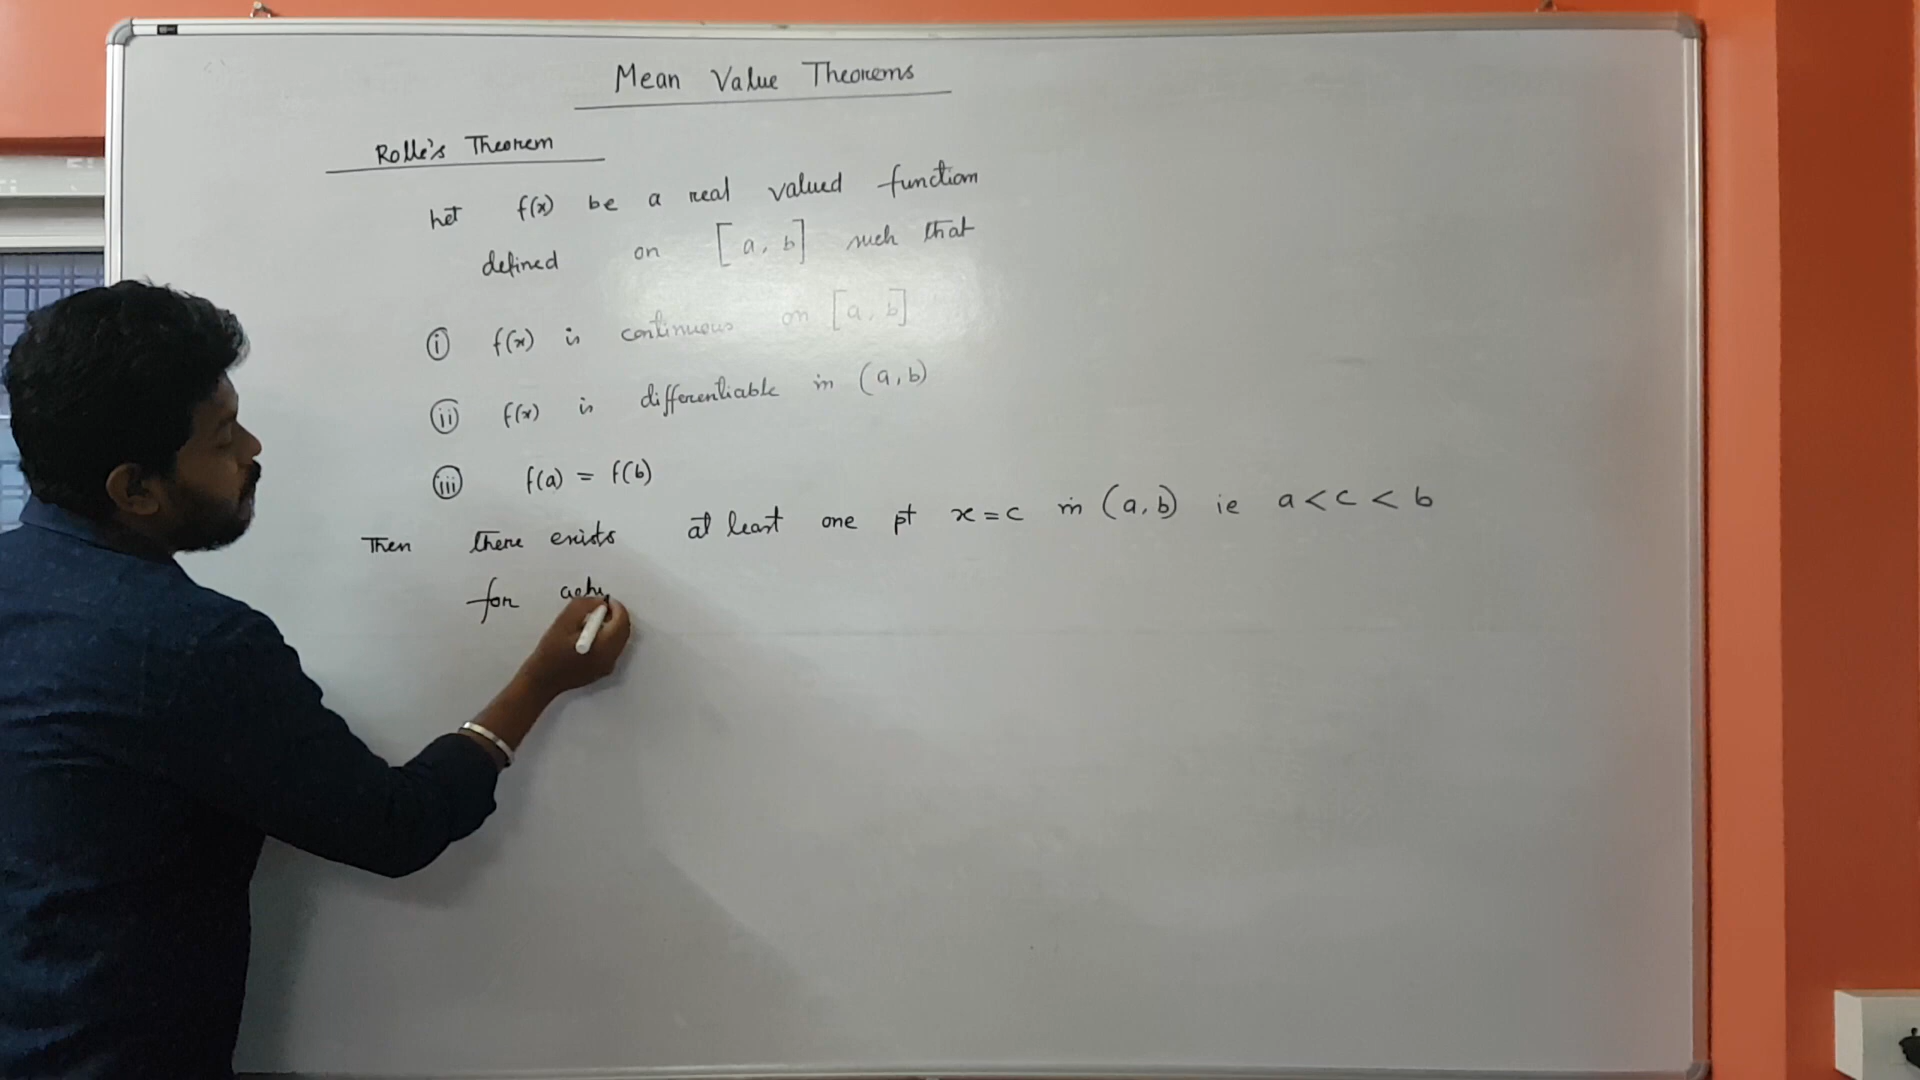 Mean Value Theorems
Rolle's Theorem
Let f(x) be a real valued function
defined on [a, b] such that
(i) f(x) is continuous on [a, b]
(ii) f(x) is differentiable in (a, b)
(iii) f(a) = f(b)
Then there exists at least one pt x = c in (a, b) ie a < c < b
for